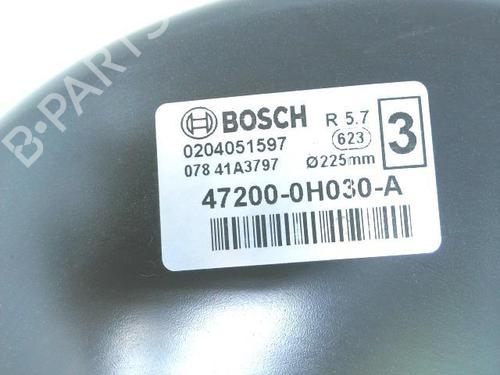 BOSCH R 5.7 3
0204051597 623
078 41A3797 Ø225mm
47200-0H030-A
B-PARTS